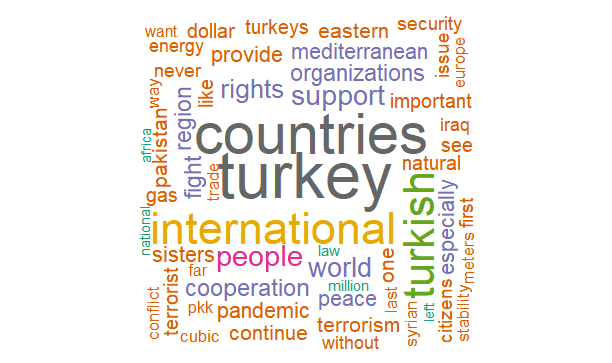 want
dollar
turkeys
eastern
security
energy
provide
mediterranean
issue
europe
never
organizations
way
like
rights
support
important
pakistan
region
countries
iraq
africa
fight
see
trade
turkey
natural
gas
international
turkish
especially
first
national
sisters
people
law
one
meters
terrorist
far
world
cooperation
million
peace
last
citizens
stability
conflict
pkk
pandemic
terrorism
syrian
left
cubic
continue
without